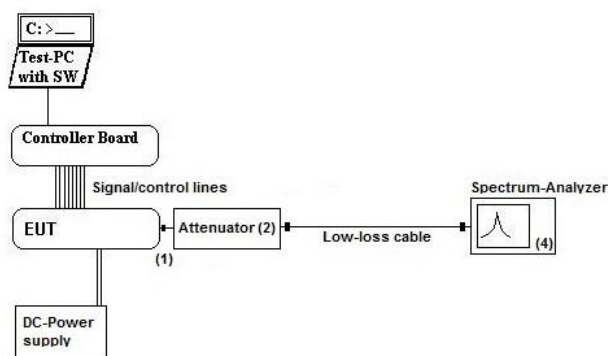 C: >__
Test-PC
with SW
Controller Board
Signal/control lines
Spectrum-Analyzer
EUT
Attenuator (2)
Low-loss cable
(4)
(1)
DC-Power
supply